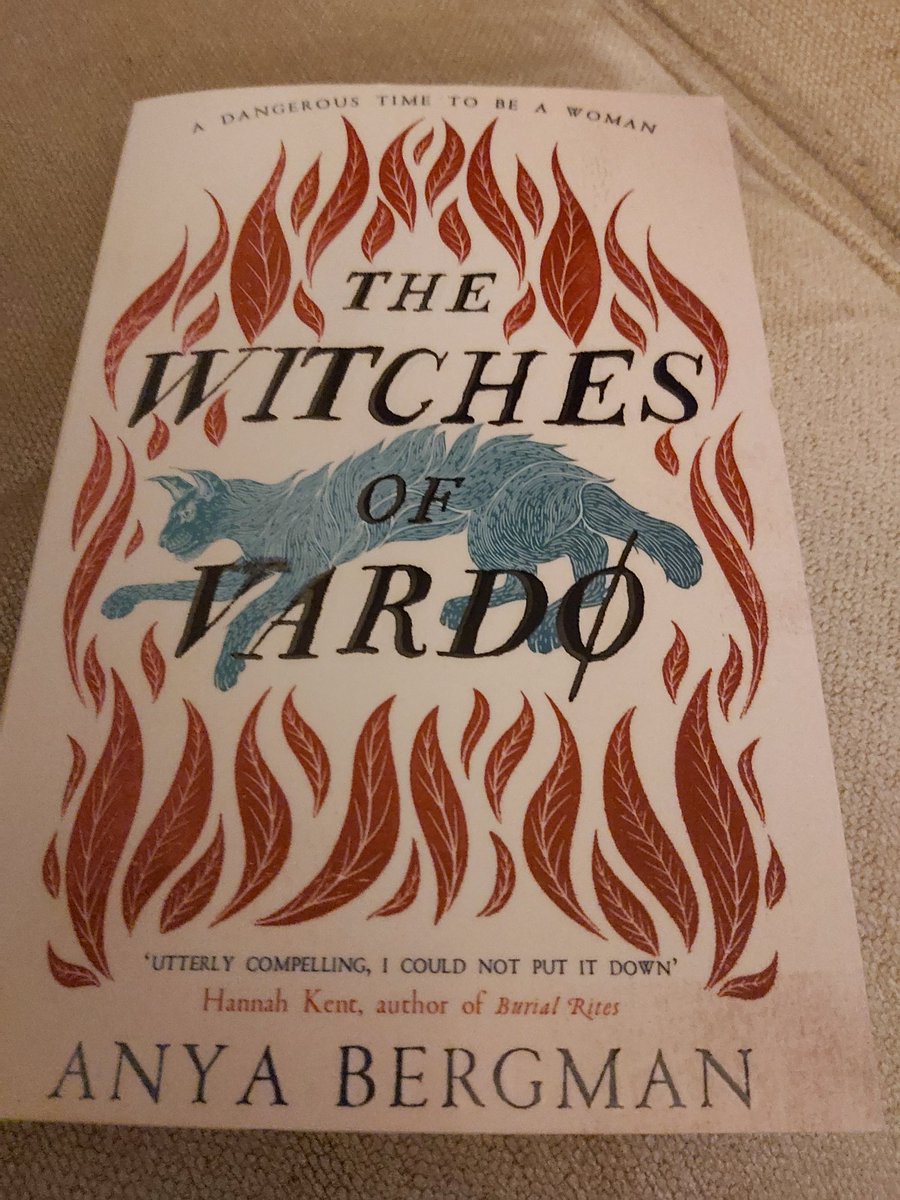 A DANGEROUS TIME TO BE A WOMAN
THE
WITCHES
OF
VARDØ
'UTTERLY COMPELLING, I COULD NOT PUT IT DOWN'
Hannah Kent, author of Burial Rites
ANYA BERGMAN